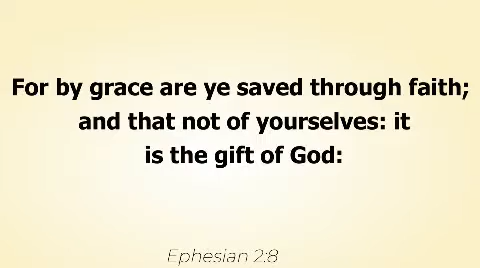 For by grace are ye saved through faith;
and that not of yourselves: it
is the gift of God:
Ephesian 2:8